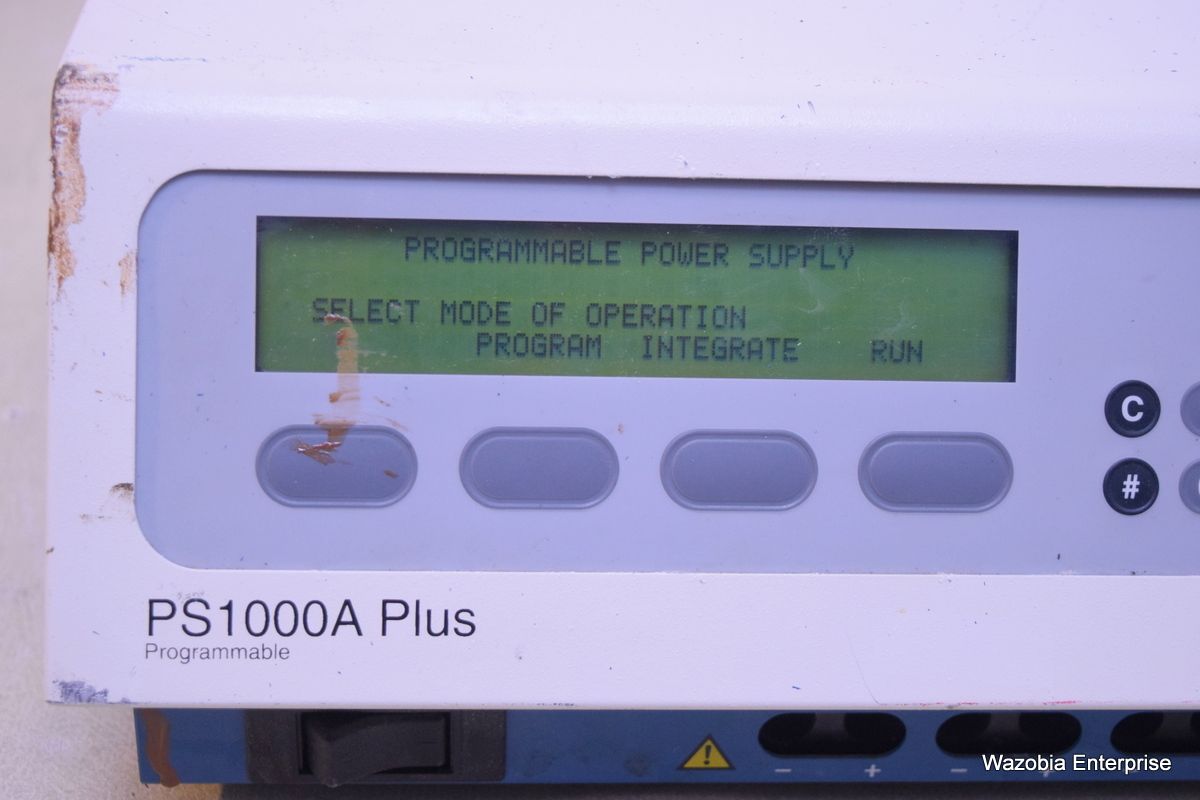 PROGRAMMABLE POWER SUPPLY
SELECT MODE OF OPERATION
PROGRAM INTEGRATE RUN
C
#
PS1000A Plus
Programmable
- + - +
Wazobia Enterprise